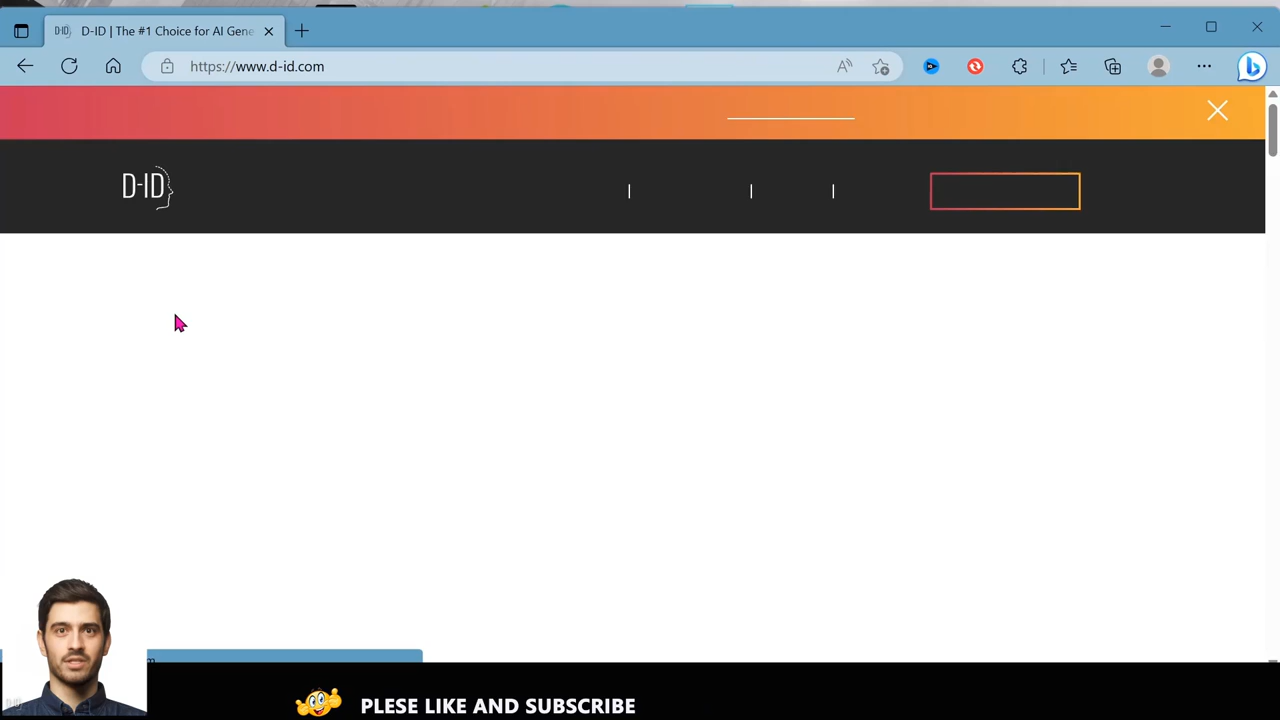 D-ID | The #1 Choice for AI Gene
https://www.d-id.com
D-ID
PLESE LIKE AND SUBSCRIBE